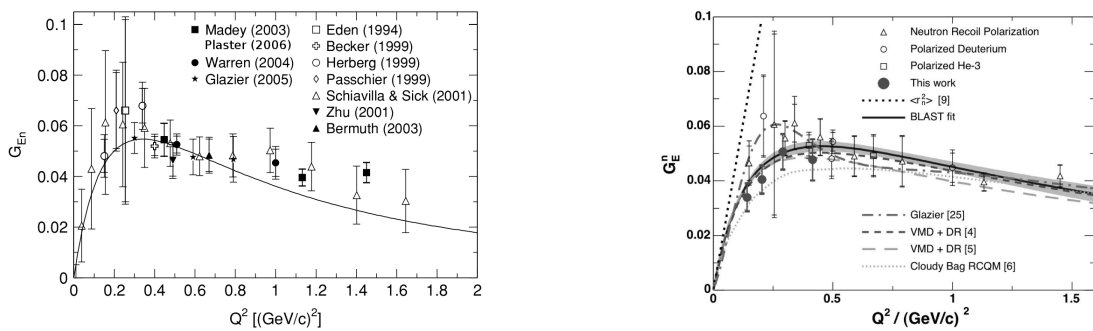 Madey (2003)
Plaster (2006)
Warren (2004)
Glazier (2005)
Eden (1994)
Becker (1999)
Herberg (1999)
Passchier (1999)
Schiavilla & Sick (2001)
Zhu (2001)
Bermuth (2003)
G_En
0.1
0.08
0.06
0.04
0.02
0
0 0.2 0.4 0.6 0.8 1 1.2 1.4 1.6 1.8 2
Q² [(GeV/c)²]
Neutron Recoil Polarization
Polarized Deuterium
Polarized He-3
This work
<r²n> [9]
BLAST fit
Glazier [25]
VMD + DR [4]
VMD + DR [5]
Cloudy Bag RCQM [6]
Gⁿ_E
0.1
0.08
0.06
0.04
0.02
0.0
0 0.5 1 1.5
Q² / (GeV/c)²